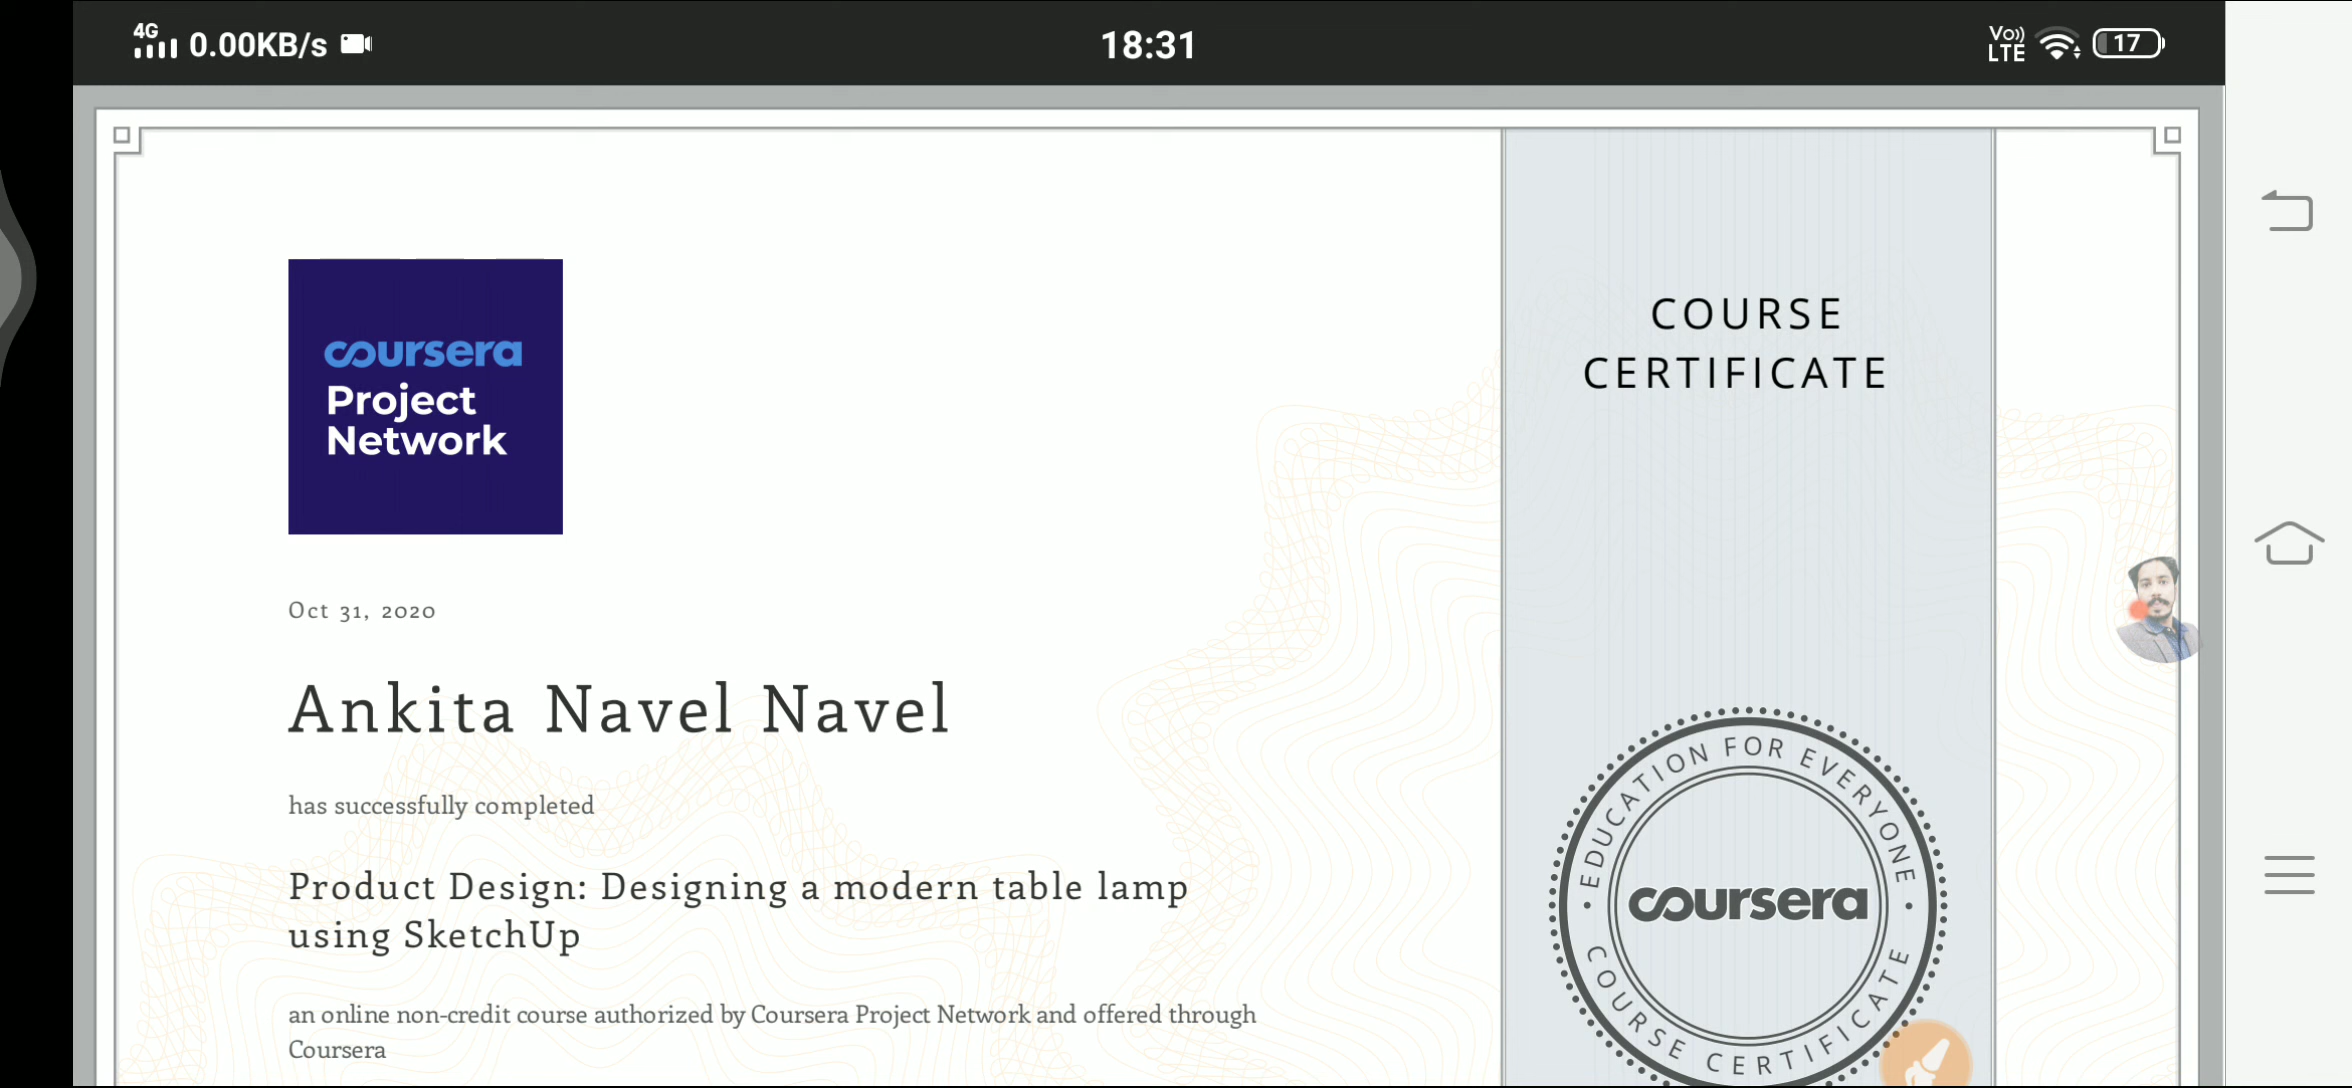 4G
0.00KB/s
18:31
Vo))
LTE
17
coursera
Project
Network
COURSE
CERTIFICATE
Oct 31, 2020
Ankita Navel Navel
has successfully completed
Product Design: Designing a modern table lamp
using SketchUp
an online non-credit course authorized by Coursera Project Network and offered through
Coursera
EDUCATION FOR EVERYONE
coursera
COURSE CERTIFICATE